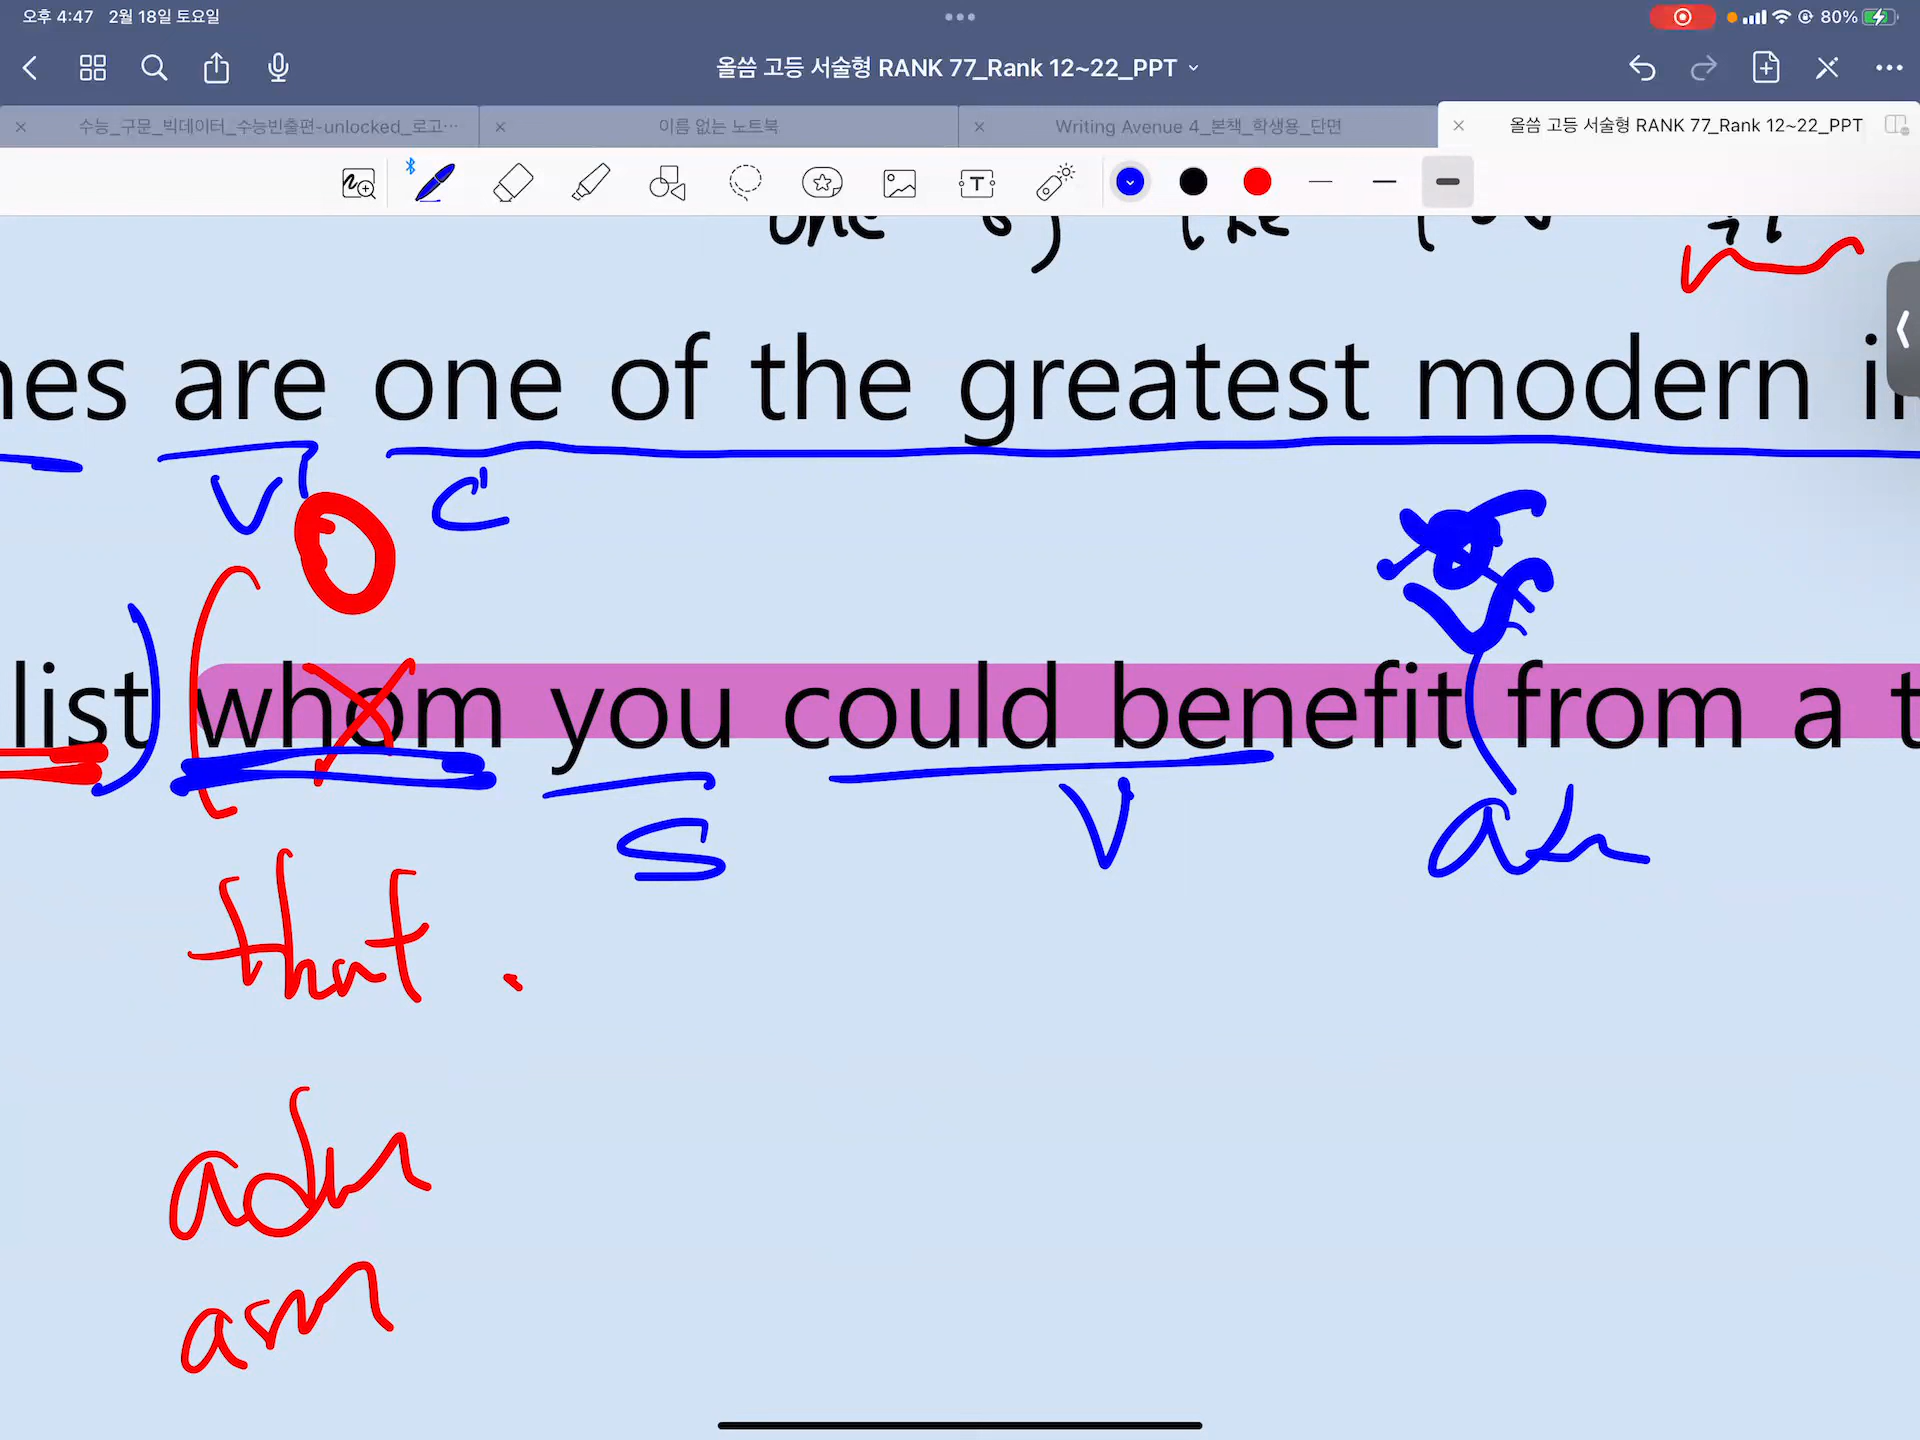 오후 4:47 2월 18일 토요일
80%
올씀 고등 서술형 RANK 77_Rank 12~22_PPT
수능_구문_빅데이터_수능빈출편-unlocked_로고…
이름 없는 노트북
Writing Avenue 4_본책_학생용_단면
올씀 고등 서술형 RANK 77_Rank 12~22_PPT
T
one of the
nes are one of the greatest modern in
V C
list) (whom you could benefit from a t
S V
that.